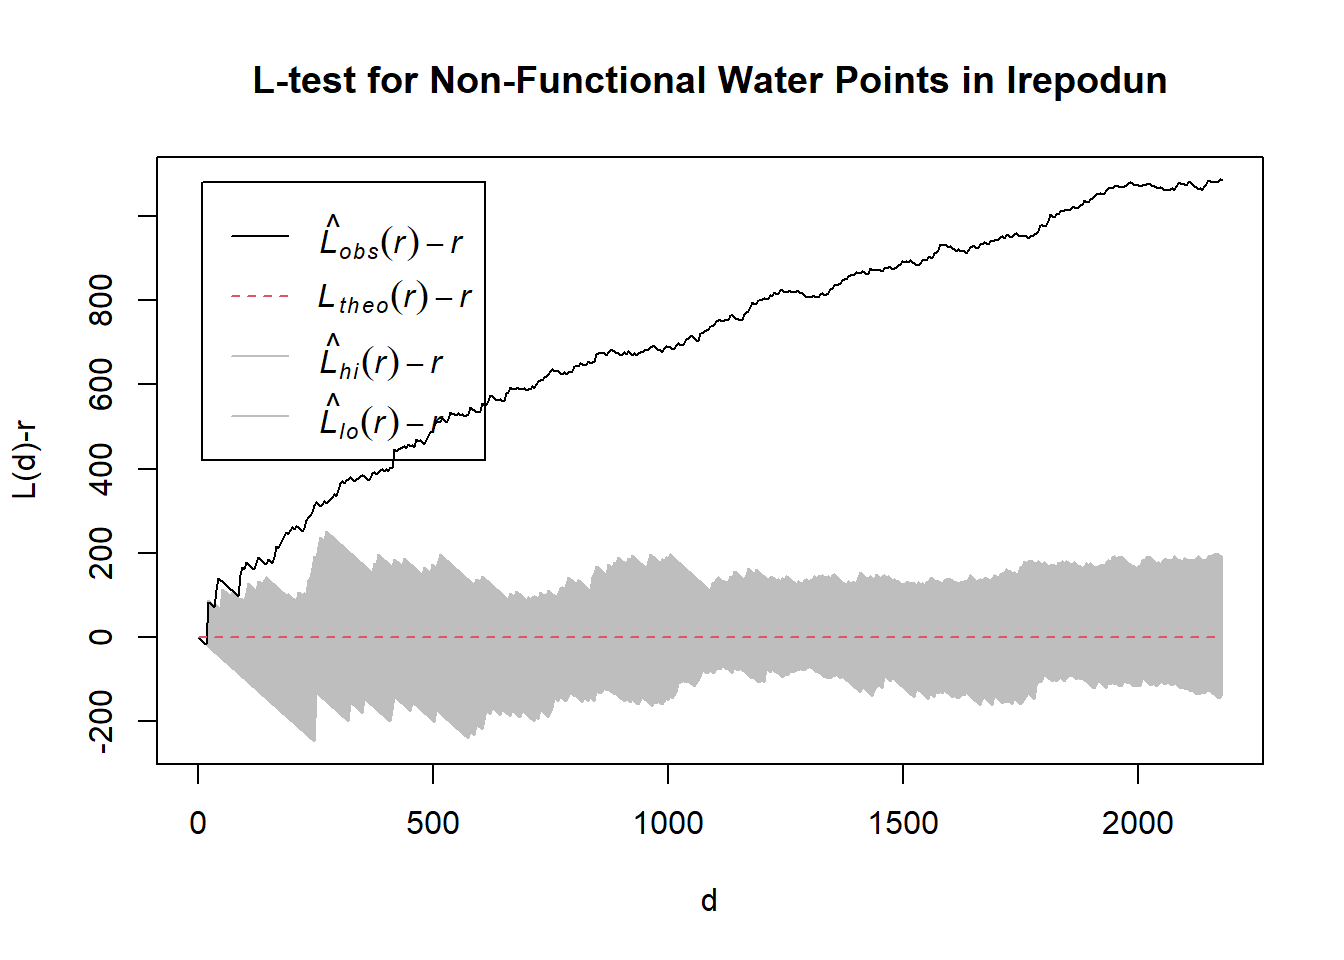 L-test for Non-Functional Water Points in Irepodun
L̂obs(r) − r
Ltheo(r) − r
L̂hi(r) − r
L̂lo(r) − r
L(d)-r
-200 0 200 400 600 800
0 500 1000 1500 2000
d